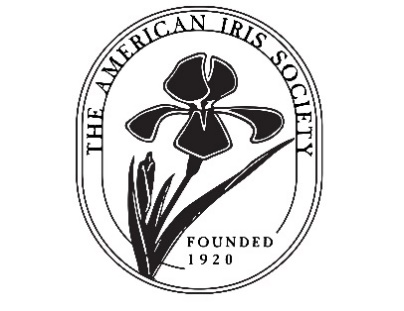 THE AMERICAN IRIS SOCIETY
FOUNDED
1920